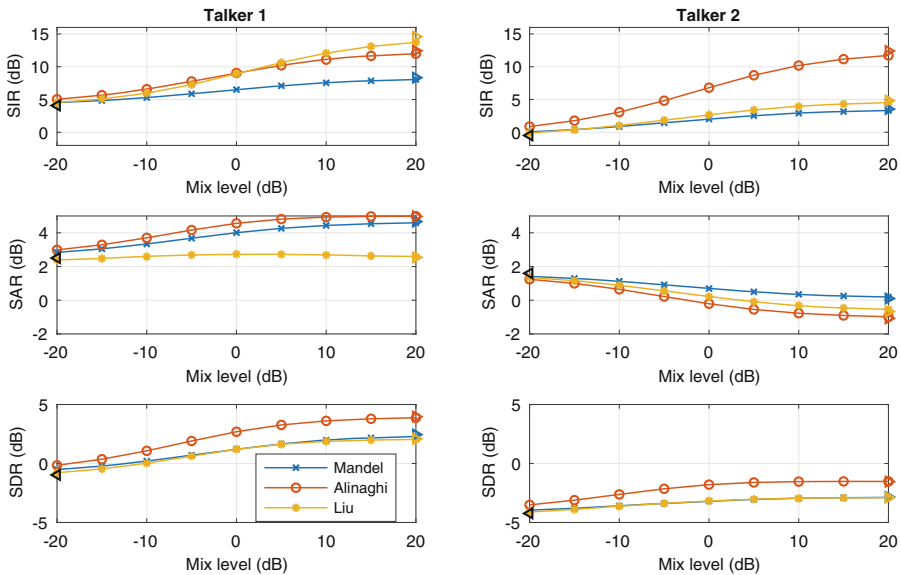 Talker 1
15
10
5
0
SIR (dB)
-20 -10 0 10 20
Mix level (dB)
Talker 2
15
10
5
0
SIR (dB)
-20 -10 0 10 20
Mix level (dB)
4
2
0
-2
SAR (dB)
-20 -10 0 10 20
Mix level (dB)
4
2
0
-2
SAR (dB)
-20 -10 0 10 20
Mix level (dB)
5
0
-5
SDR (dB)
Mandel
Alinaghi
Liu
-20 -10 0 10 20
Mix level (dB)
5
0
-5
SDR (dB)
-20 -10 0 10 20
Mix level (dB)